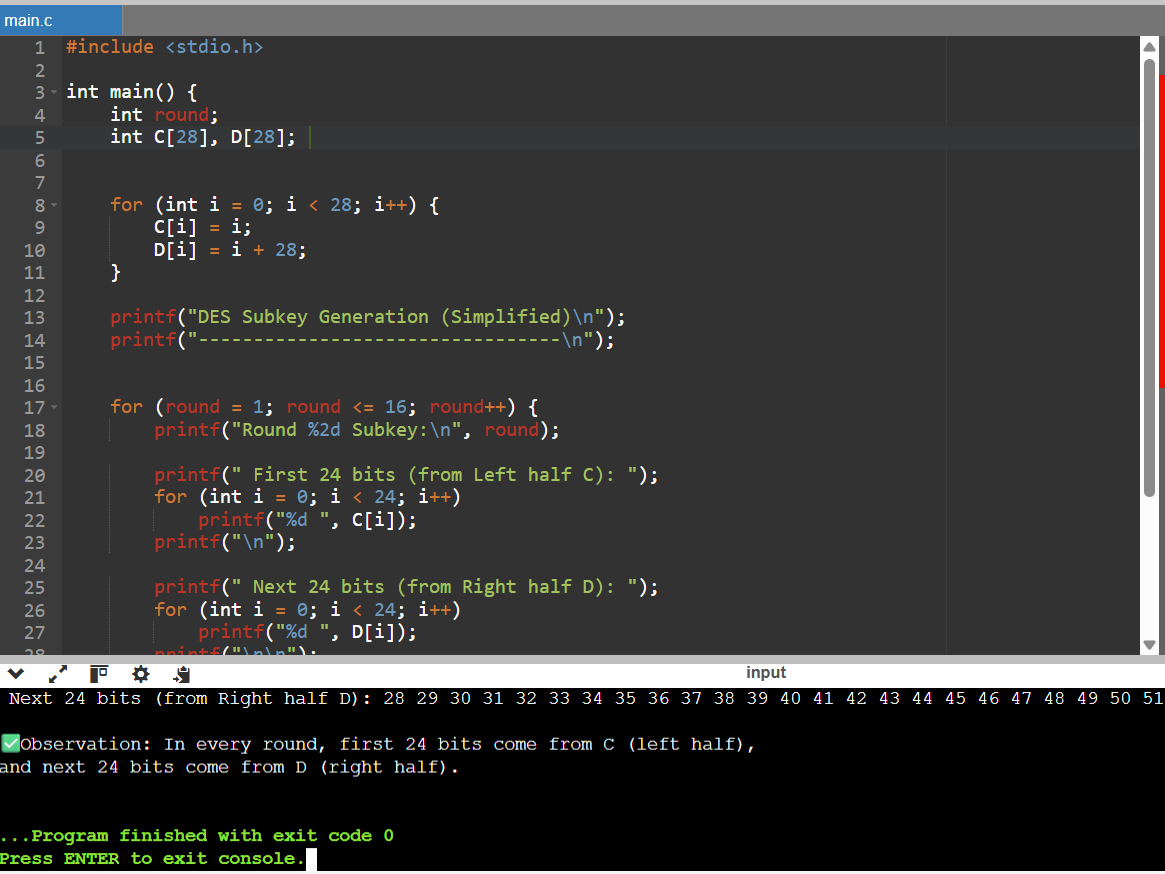 main.c
1 #include <stdio.h>
2
3 int main() {
4 int round;
5 int C[28], D[28];
6
7
8 for (int i = 0; i < 28; i++) {
9 C[i] = i;
10 D[i] = i + 28;
11 }
12
13 printf("DES Subkey Generation (Simplified)\n");
14 printf("---------------------------------\n");
15
16
17 for (round = 1; round <= 16; round++) {
18 printf("Round %2d Subkey:\n", round);
19
20 printf(" First 24 bits (from Left half C): ");
21 for (int i = 0; i < 24; i++)
22 printf("%d ", C[i]);
23 printf("\n");
24
25 printf(" Next 24 bits (from Right half D): ");
26 for (int i = 0; i < 24; i++)
27 printf("%d ", D[i]);
28 printf("\n\n");
input
Next 24 bits (from Right half D): 28 29 30 31 32 33 34 35 36 37 38 39 40 41 42 43 44 45 46 47 48 49 50 51
✅Observation: In every round, first 24 bits come from C (left half),
and next 24 bits come from D (right half).
...Program finished with exit code 0
Press ENTER to exit console.